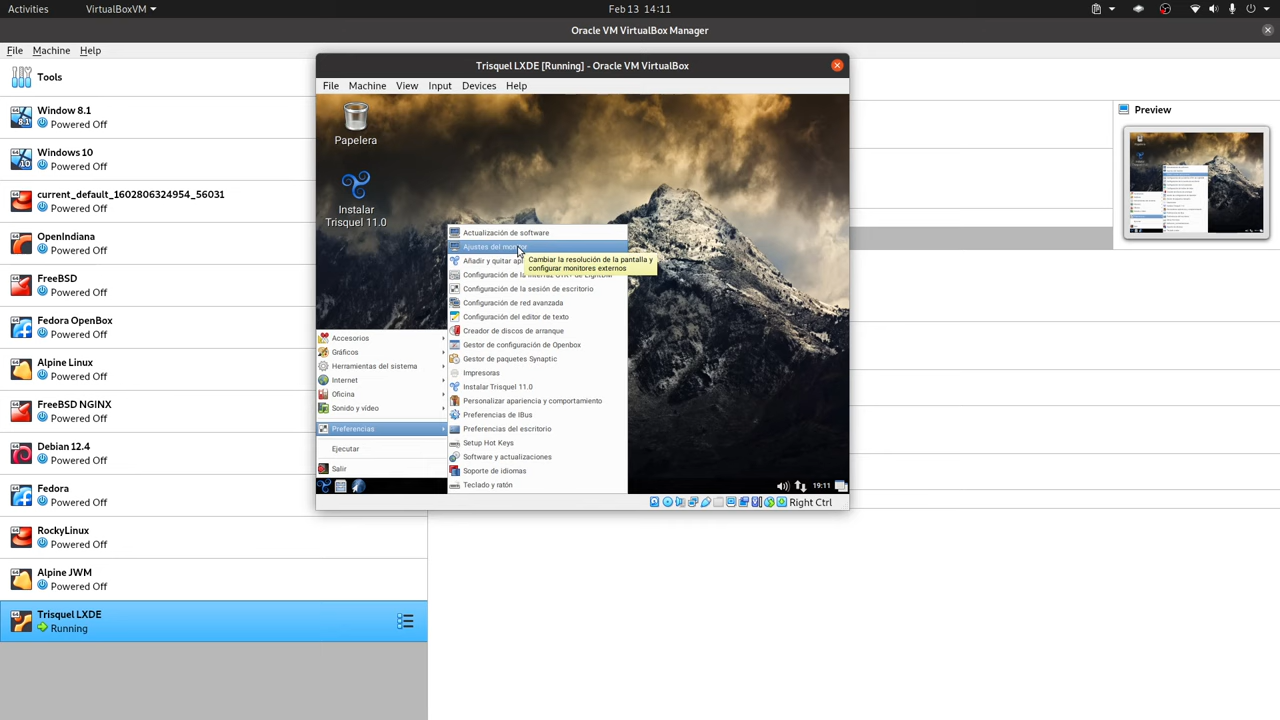 Activities
VirtualBoxVM
Feb 13 14:11
Oracle VM VirtualBox Manager
File Machine Help
Tools
Window 8.1
Powered Off
Windows 10
Powered Off
current_default_1602806324954_56031
Powered Off
OpenIndiana
Powered Off
FreeBSD
Powered Off
Fedora OpenBox
Powered Off
Alpine Linux
Powered Off
FreeBSD NGINX
Powered Off
Debian 12.4
Powered Off
Fedora
Powered Off
RockyLinux
Powered Off
Alpine JWM
Powered Off
Trisquel LXDE
Running
Trisquel LXDE [Running] - Oracle VM VirtualBox
File Machine View Input Devices Help
Papelera
Instalar
Trisquel 11.0
Accesorios
Gráficos
Herramientas del sistema
Internet
Oficina
Sonido y vídeo
Preferencias
Ejecutar
Salir
Actualización de software
Ajustes del monitor
Cambiar la resolución de la pantalla y
configurar monitores externos
Añadir y quitar
Configuración de la
Configuración de la sesión de escritorio
Configuración de red avanzada
Configuración del editor de texto
Creador de discos de arranque
Gestor de configuración de Openbox
Gestor de paquetes Synaptic
Impresoras
Instalar Trisquel 11.0
Personalizar apariencia y comportamiento
Preferencias de IBus
Preferencias del escritorio
Setup Hot Keys
Software y actualizaciones
Soporte de idiomas
Teclado y ratón
19:11
Right Ctrl
Preview